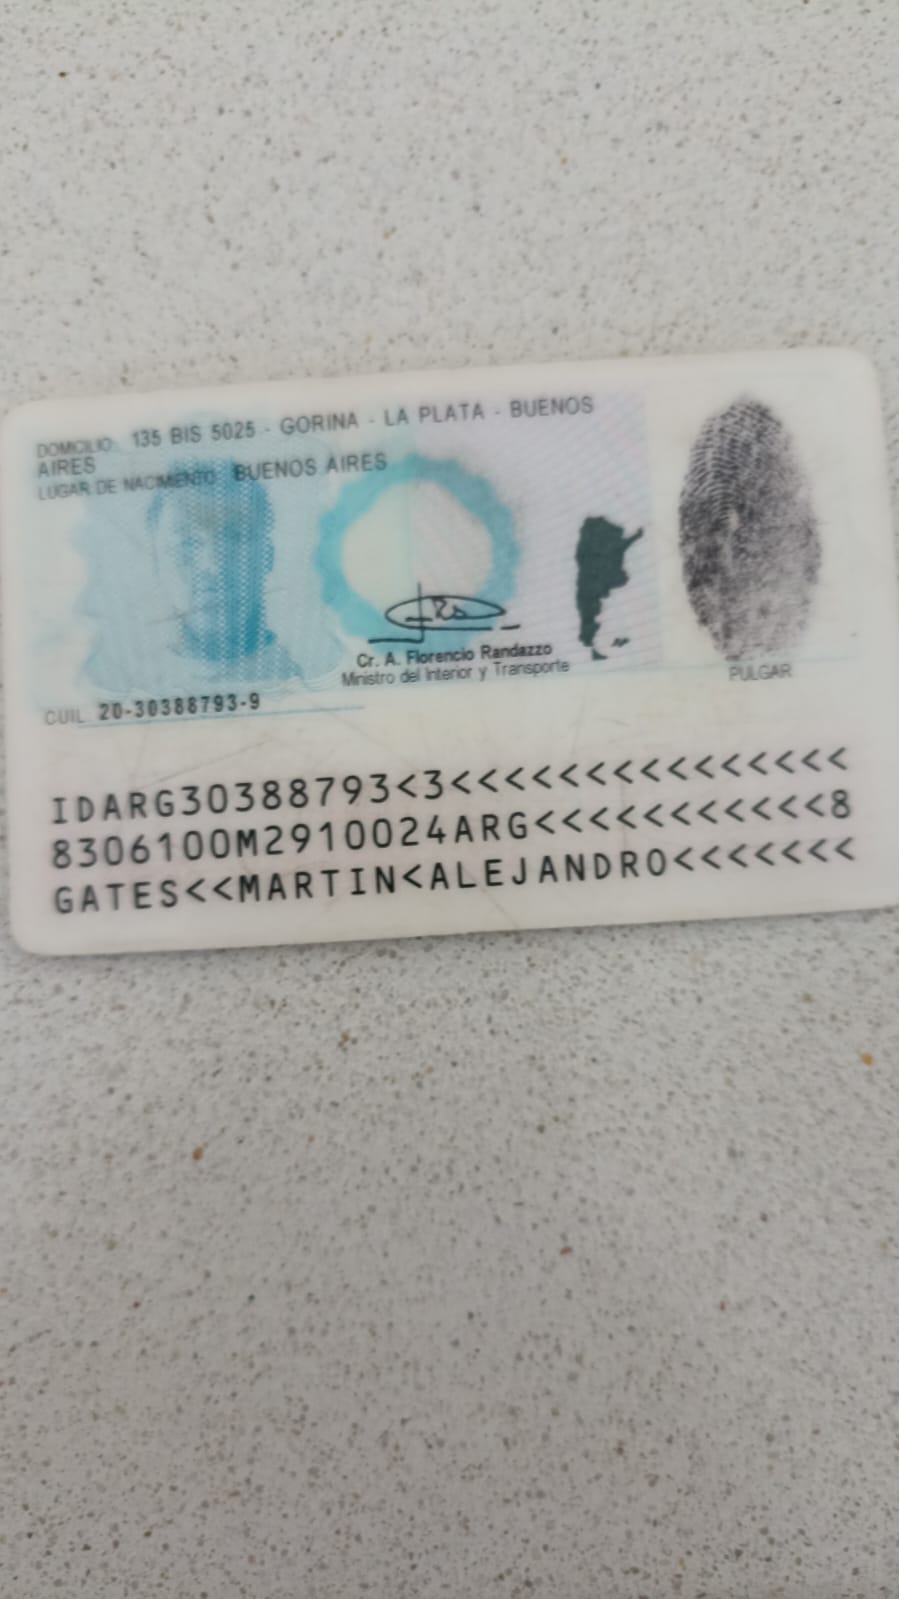 DOMICILIO: 135 BIS 5025 - GORINA - LA PLATA - BUENOS
AIRES
LUGAR DE NACIMIENTO: BUENOS AIRES
Cr. A. Florencio Randazzo
Ministro del Interior y Transporte
PULGAR
CUIL 20-30388793-9
IDARG30388793<3<<<<<<<<<<<<<<<
8306100M2910024ARG<<<<<<<<<<<8
GATES<<MARTIN<ALEJANDRO<<<<<<<